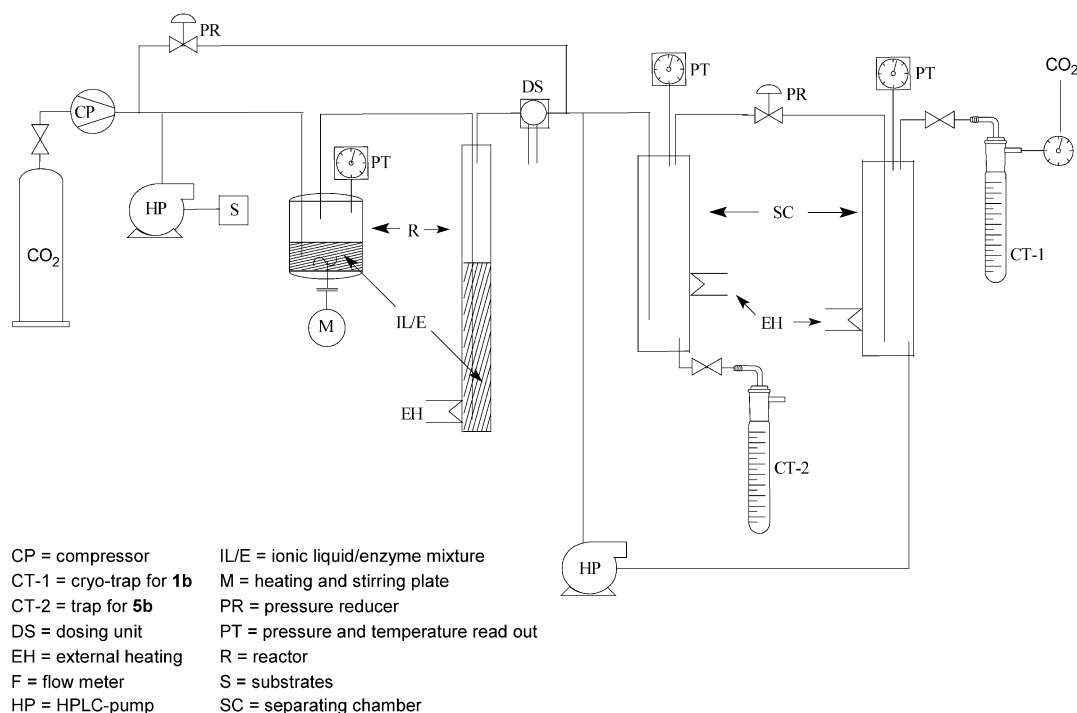 PR
CP
HP
S
CO₂
PT
R
M
IL/E
EH
DS
PT
PR
PT
CO₂
SC
EH
CT-1
CT-2
HP
CP = compressor
CT-1 = cryo-trap for 1b
CT-2 = trap for 5b
DS = dosing unit
EH = external heating
F = flow meter
HP = HPLC-pump
IL/E = ionic liquid/enzyme mixture
M = heating and stirring plate
PR = pressure reducer
PT = pressure and temperature read out
R = reactor
S = substrates
SC = separating chamber